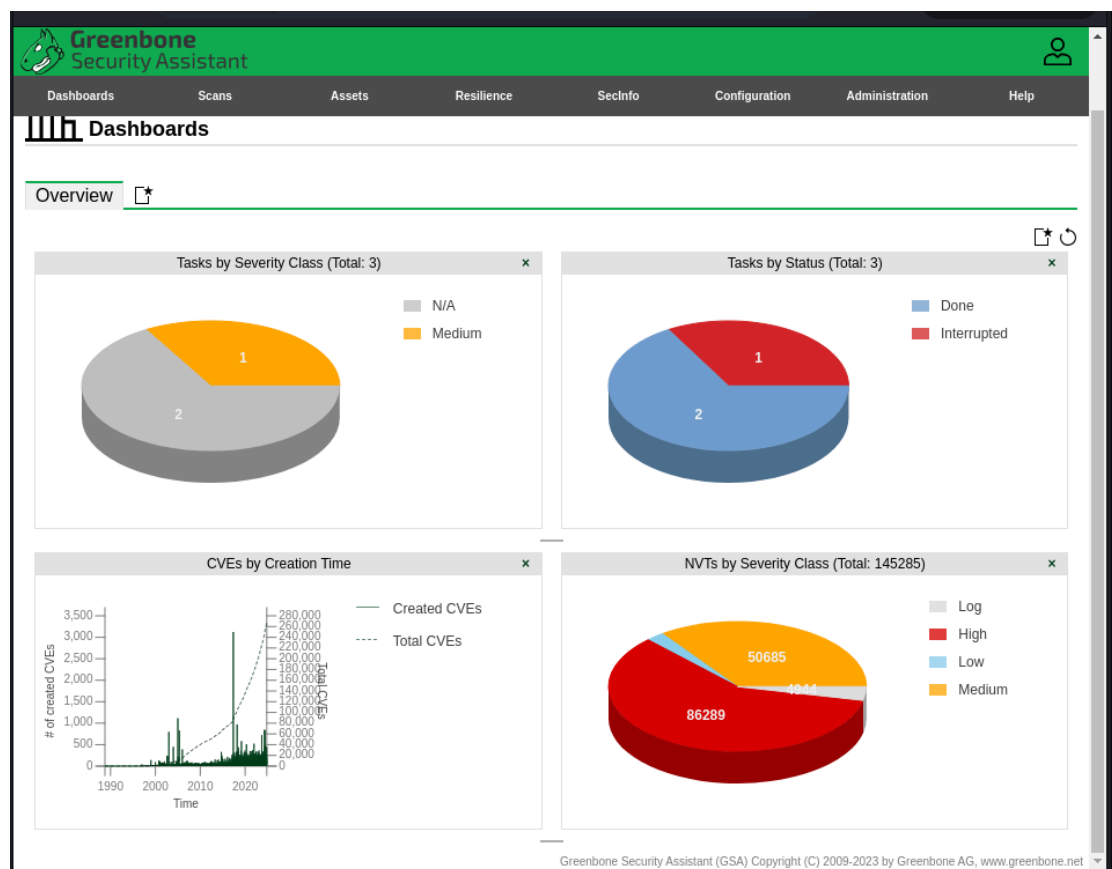 Greenbone
Security Assistant
Dashboards Scans Assets Resilience SecInfo Configuration Administration Help
Dashboards
Overview
Tasks by Severity Class (Total: 3) ×
N/A
Medium
1
2
Tasks by Status (Total: 3) ×
Done
Interrupted
1
2
CVEs by Creation Time ×
Created CVEs
Total CVEs
# of created CVEs
3,500
3,000
2,500
2,000
1,500
1,000
500
0
280,000
260,000
240,000
220,000
200,000
180,000
160,000
140,000
120,000
100,000
80,000
60,000
40,000
20,000
0
Total CVEs
1990 2000 2010 2020
Time
NVTs by Severity Class (Total: 145285) ×
Log
High
Low
Medium
50685
4944
86289
Greenbone Security Assistant (GSA) Copyright (C) 2009-2023 by Greenbone AG, www.greenbone.net